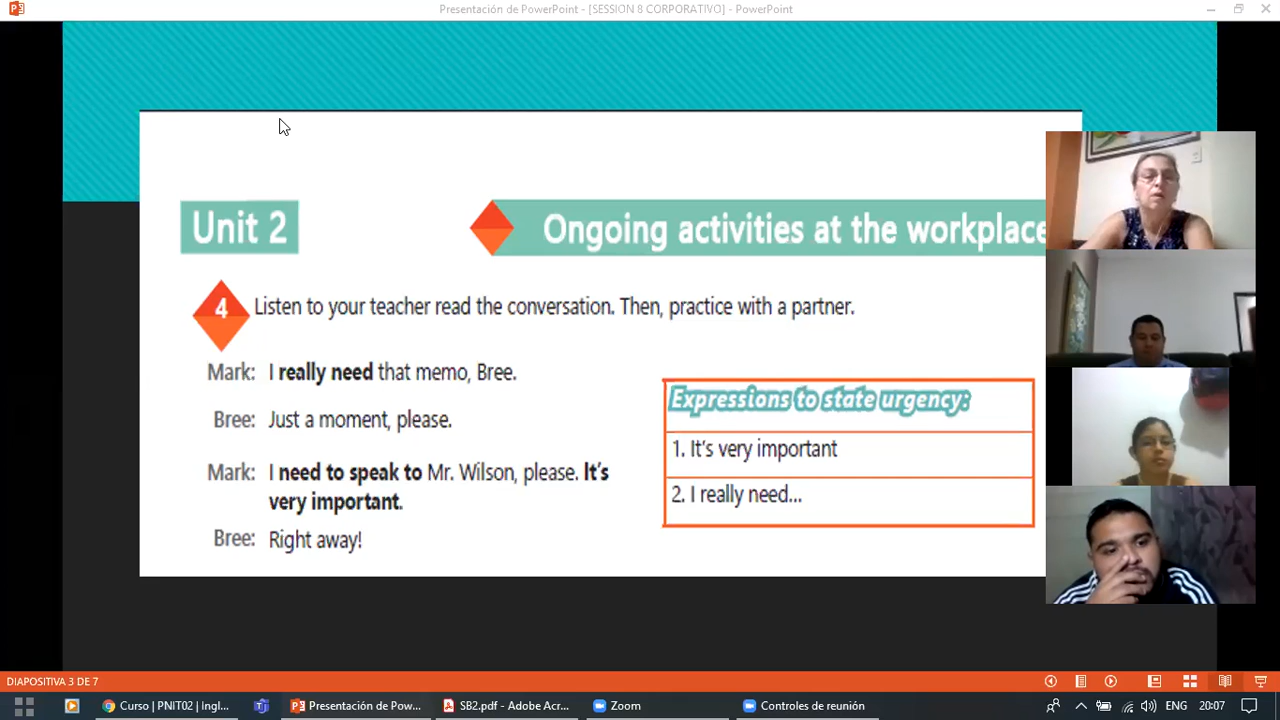 Presentación de PowerPoint - [SESSION 8 CORPORATIVO] - PowerPoint
Unit 2
Ongoing activities at the workplace
4 Listen to your teacher read the conversation. Then, practice with a partner.
Mark: I really need that memo, Bree.
Bree: Just a moment, please.
Mark: I need to speak to Mr. Wilson, please. It's
very important.
Bree: Right away!
Expressions to state urgency:
1. It's very important
2. I really need...
DIAPOSITIVA 3 DE 7
Curso | PNIT02 | Ingl...
Presentación de Pow...
SB2.pdf - Adobe Acr...
Zoom
Controles de reunión
ENG
20:07